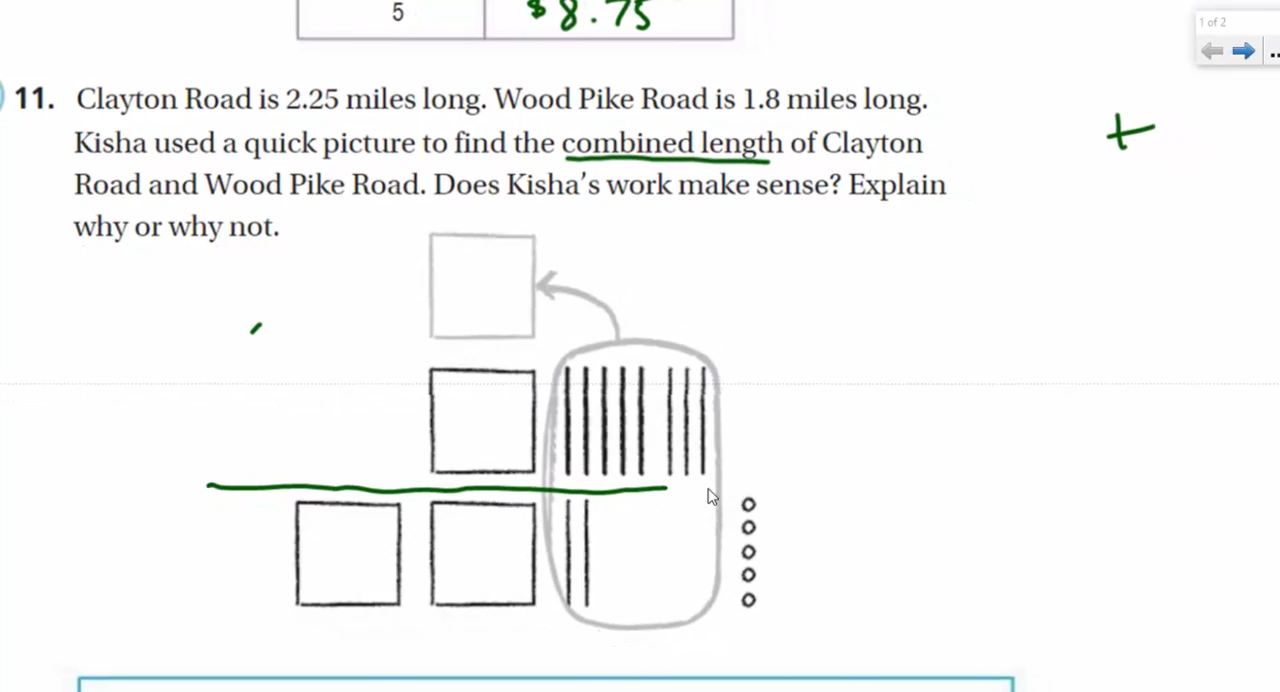 5 $8.75
1 of 2
11. Clayton Road is 2.25 miles long. Wood Pike Road is 1.8 miles long.
Kisha used a quick picture to find the combined length of Clayton
Road and Wood Pike Road. Does Kisha's work make sense? Explain
why or why not.
+